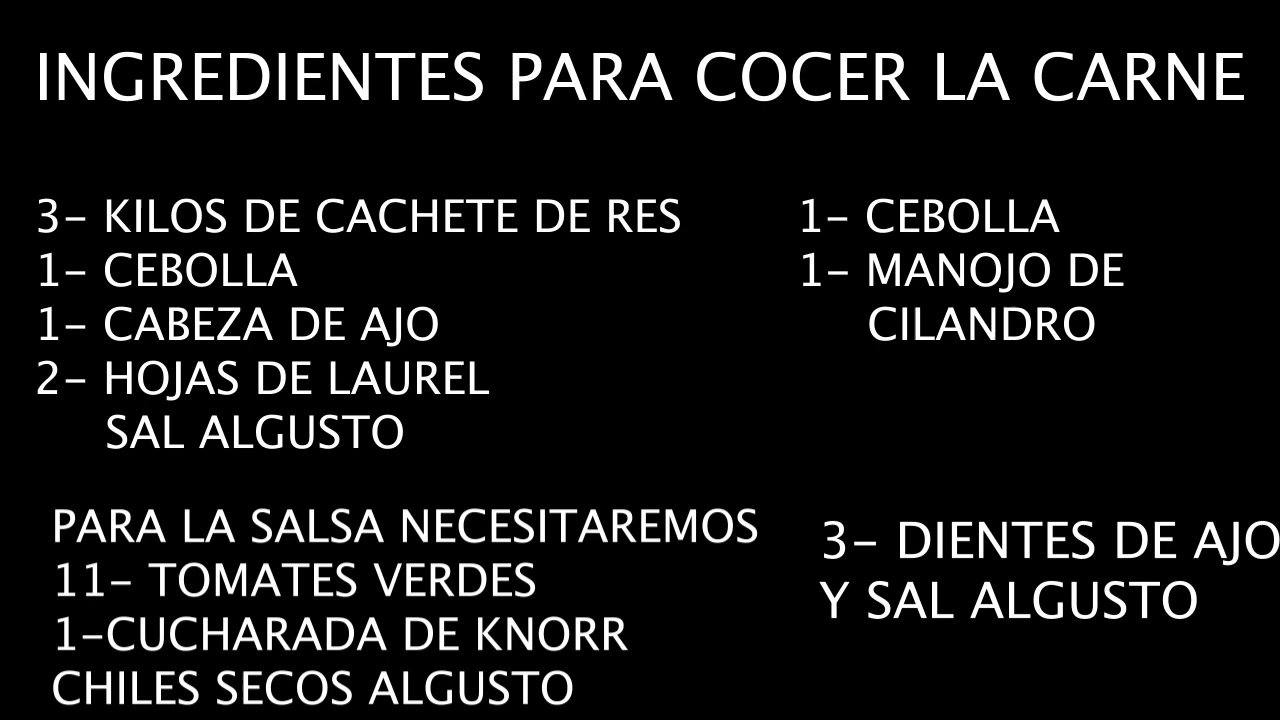 INGREDIENTES PARA COCER LA CARNE
3- KILOS DE CACHETE DE RES
1- CEBOLLA
1- CABEZA DE AJO
2- HOJAS DE LAUREL
SAL ALGUSTO
1- CEBOLLA
1- MANOJO DE
CILANDRO
PARA LA SALSA NECESITAREMOS
11- TOMATES VERDES
1-CUCHARADA DE KNORR
CHILES SECOS ALGUSTO
3- DIENTES DE AJO
Y SAL ALGUSTO